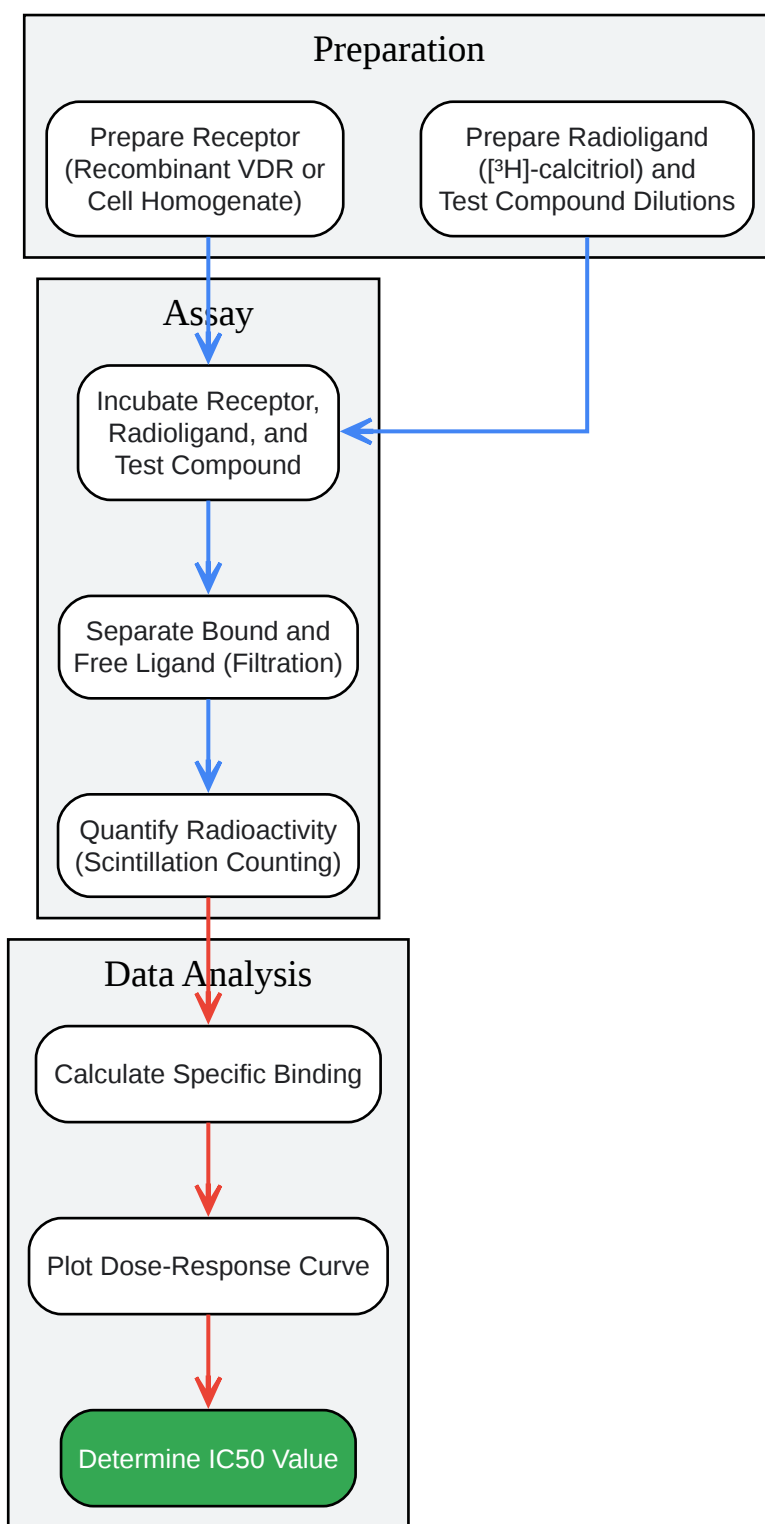 Preparation
Prepare Receptor
(Recombinant VDR or
Cell Homogenate)
Prepare Radioligand
([³H]-calcitriol) and
Test Compound Dilutions
Assay
Incubate Receptor,
Radioligand, and
Test Compound
Separate Bound and
Free Ligand (Filtration)
Quantify Radioactivity
(Scintillation Counting)
Data Analysis
Calculate Specific Binding
Plot Dose-Response Curve
Determine IC50 Value